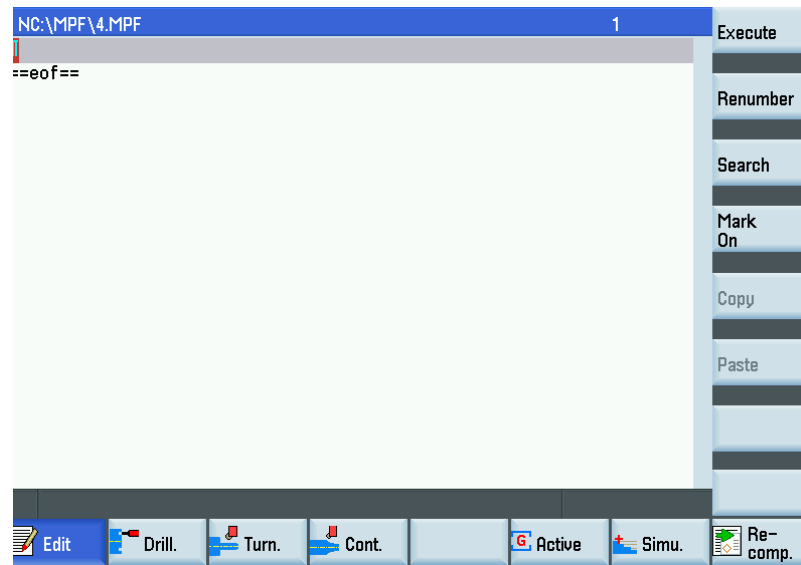 NC:\MPF\4.MPF 1
==eof==
Execute
Renumber
Search
Mark
On
Copy
Paste
Edit
Drill.
Turn.
Cont.
G Active
Simu.
Re-
comp.